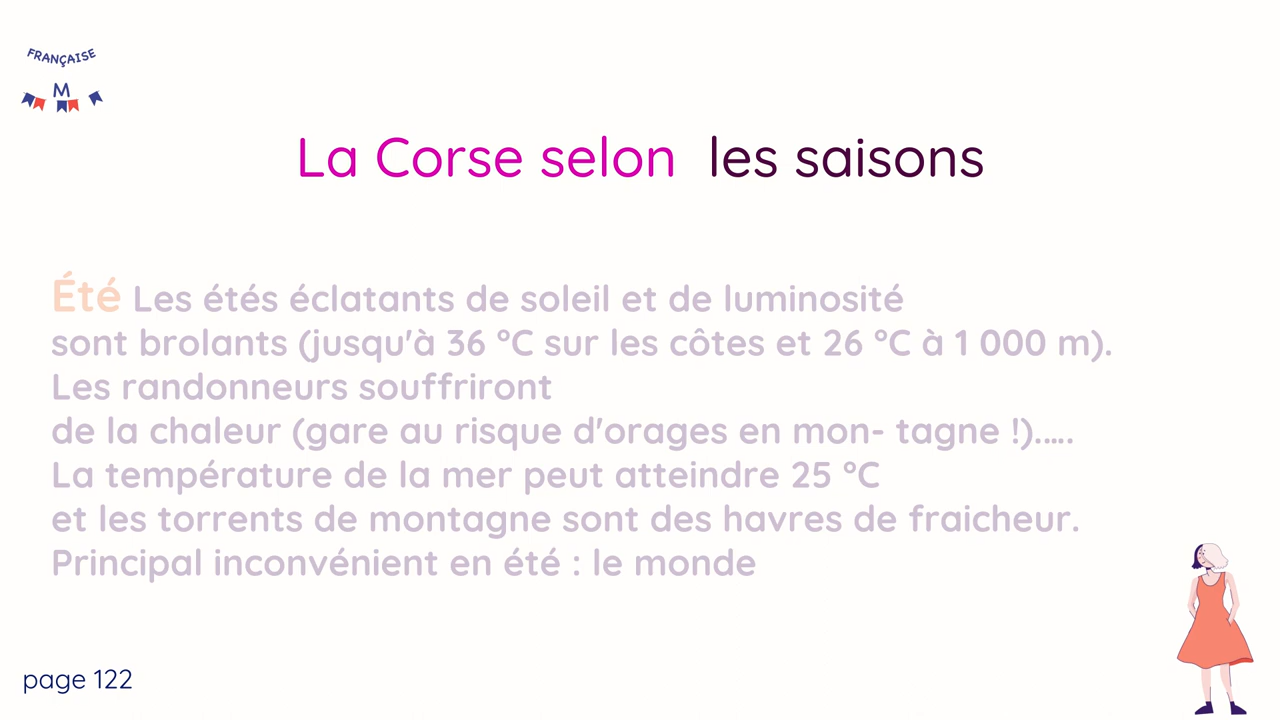 FRANÇAISE
M
La Corse selon les saisons
Été Les étés éclatants de soleil et de luminosité
sont brolants (jusqu'à 36 °C sur les côtes et 26 °C à 1 000 m).
Les randonneurs souffriront
de la chaleur (gare au risque d'orages en mon- tagne !).....
La température de la mer peut atteindre 25 °C
et les torrents de montagne sont des havres de fraicheur.
Principal inconvénient en été : le monde
page 122